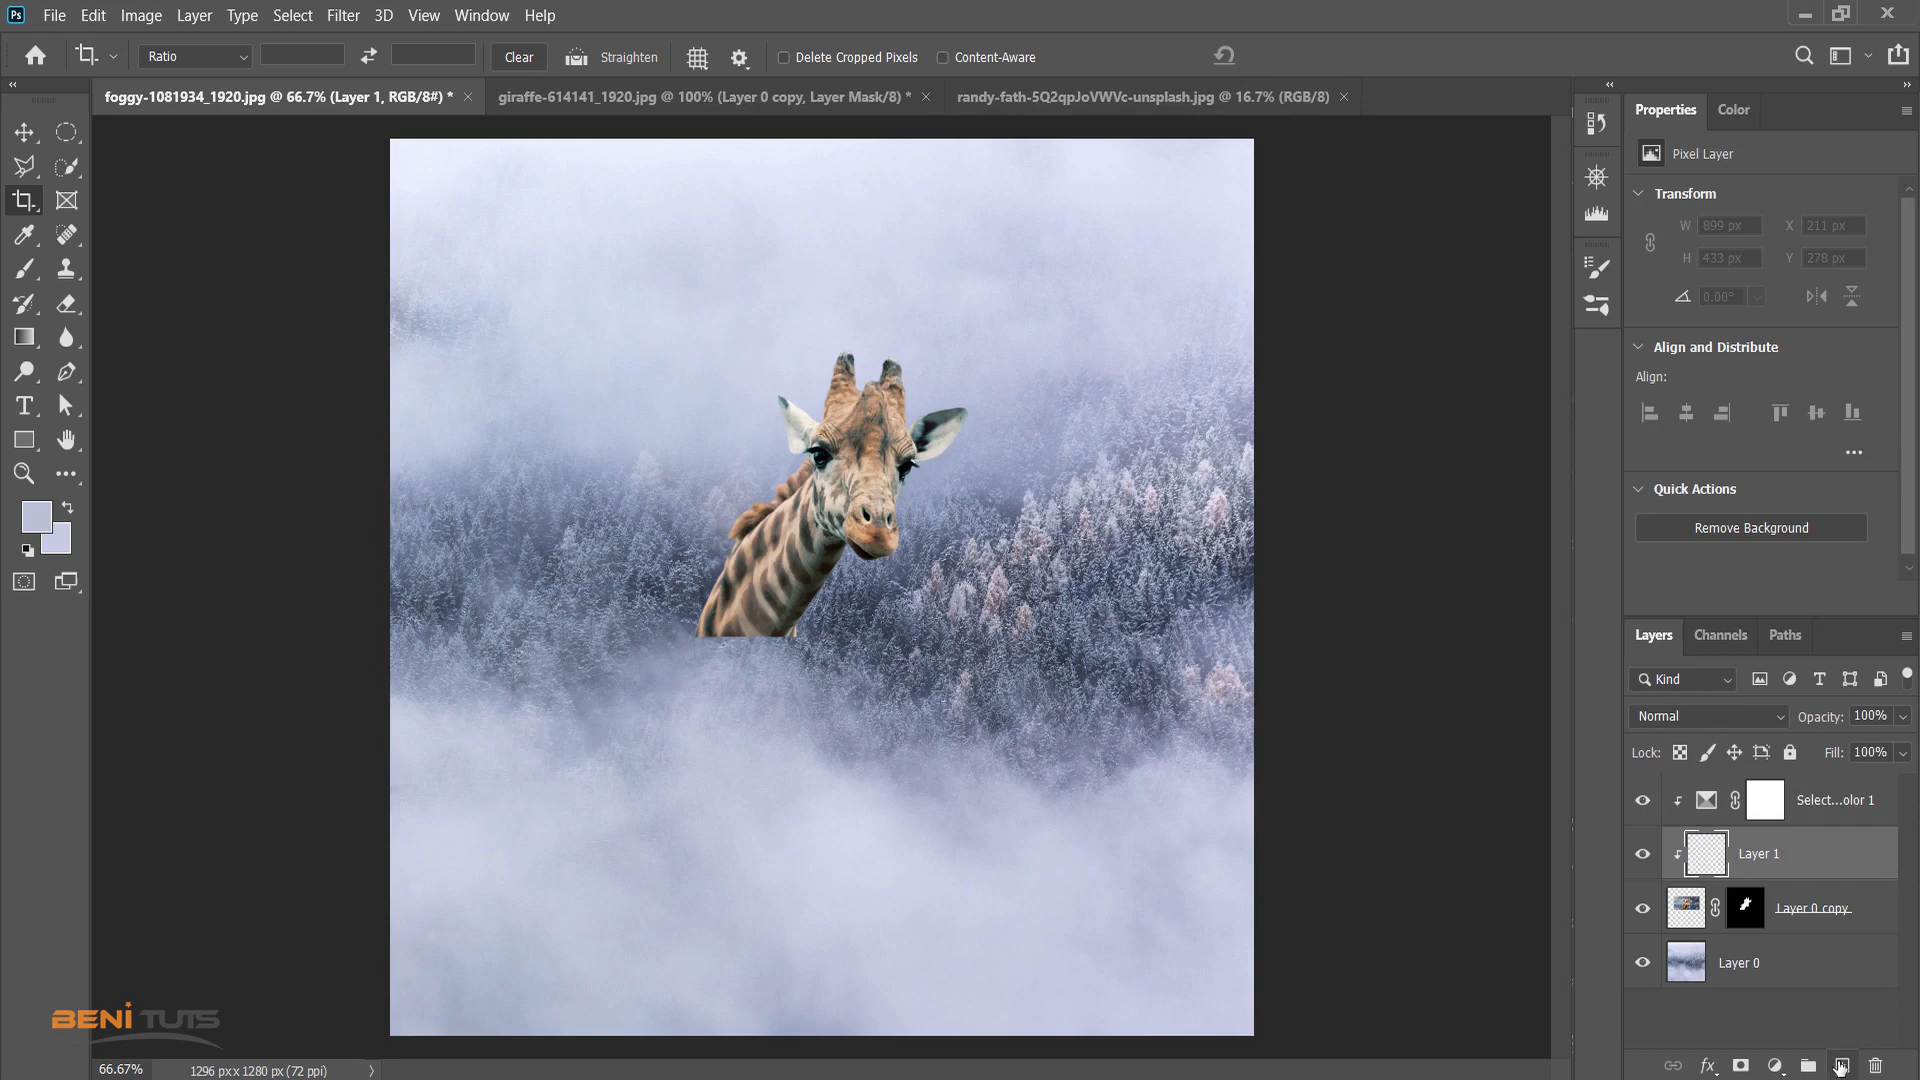 Ps File Edit Image Layer Type Select Filter 3D View Window Help
Ratio Clear Straighten Delete Cropped Pixels Content-Aware
foggy-1081934_1920.jpg @ 66.7% (Layer 1, RGB/8#) * giraffe-614141_1920.jpg @ 100% (Layer 0 copy, Layer Mask/8) * randy-fath-5Q2qpJoVWVc-unsplash.jpg @ 16.7% (RGB/8)
Properties Color
Pixel Layer
Transform
W 899 px X 211 px
H 433 px Y 278 px
0.00°
Align and Distribute
Align:
Quick Actions
Remove Background
Layers Channels Paths
Kind
Normal Opacity: 100%
Lock: Fill: 100%
Select...olor 1
Layer 1
Layer 0 copy
Layer 0
BENI TUTS
66.67% 1296 px x 1280 px (72 ppi)